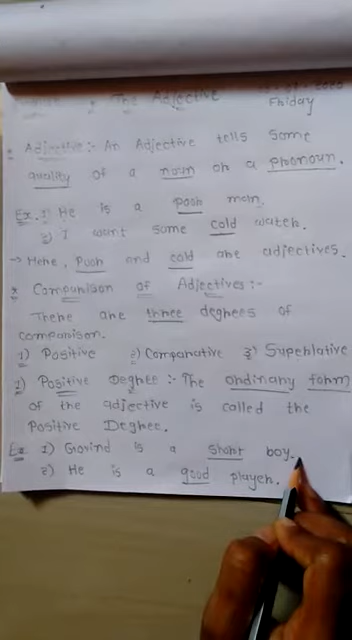 The Adjective
Friday
* Adjective :- An Adjective tells some
quality of a noun or a pronoun.
Ex. 1) He is a poor man.
2) I want some cold water.
→ Here, Poor and cold are adjectives.
* Comparison of Adjectives :-
There are three degrees of
comparison.
1) Positive 2) Comparative 3) Superlative
1) Positive Degree :- The ordinary form
of the adjective is called the
Positive Degree.
Ex. 1) Govind is a short boy.
2) He is a good player.